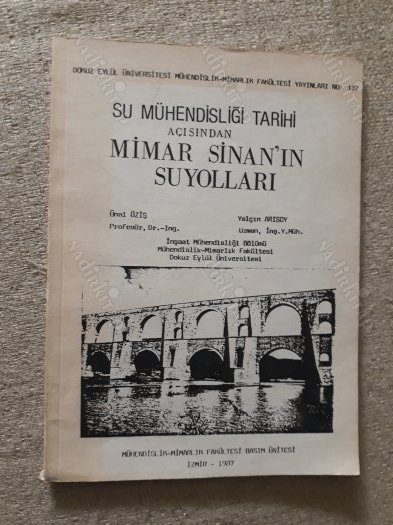 DOKUZ EYLÜL ÜNİVERSİTESİ MÜHENDİSLİK-MİMARLIK FAKÜLTESİ YAYINLARI NO: 137
SU MÜHENDİSLİĞİ TARİHİ
AÇISINDAN
MİMAR SİNAN'IN
SUYOLLARI
Ünal ÖZİŞ
Profesör, Dr.-Ing.
Yalçın ARISOY
Uzman, İnş.Y.Müh.
İnşaat Mühendisliği Bölümü
Mühendislik-Mimarlık Fakültesi
Dokuz Eylül Üniversitesi
MÜHENDİSLİK-MİMARLIK FAKÜLTESİ BASIM ÜNİTESİ
İZMİR - 1987
nadirkitap